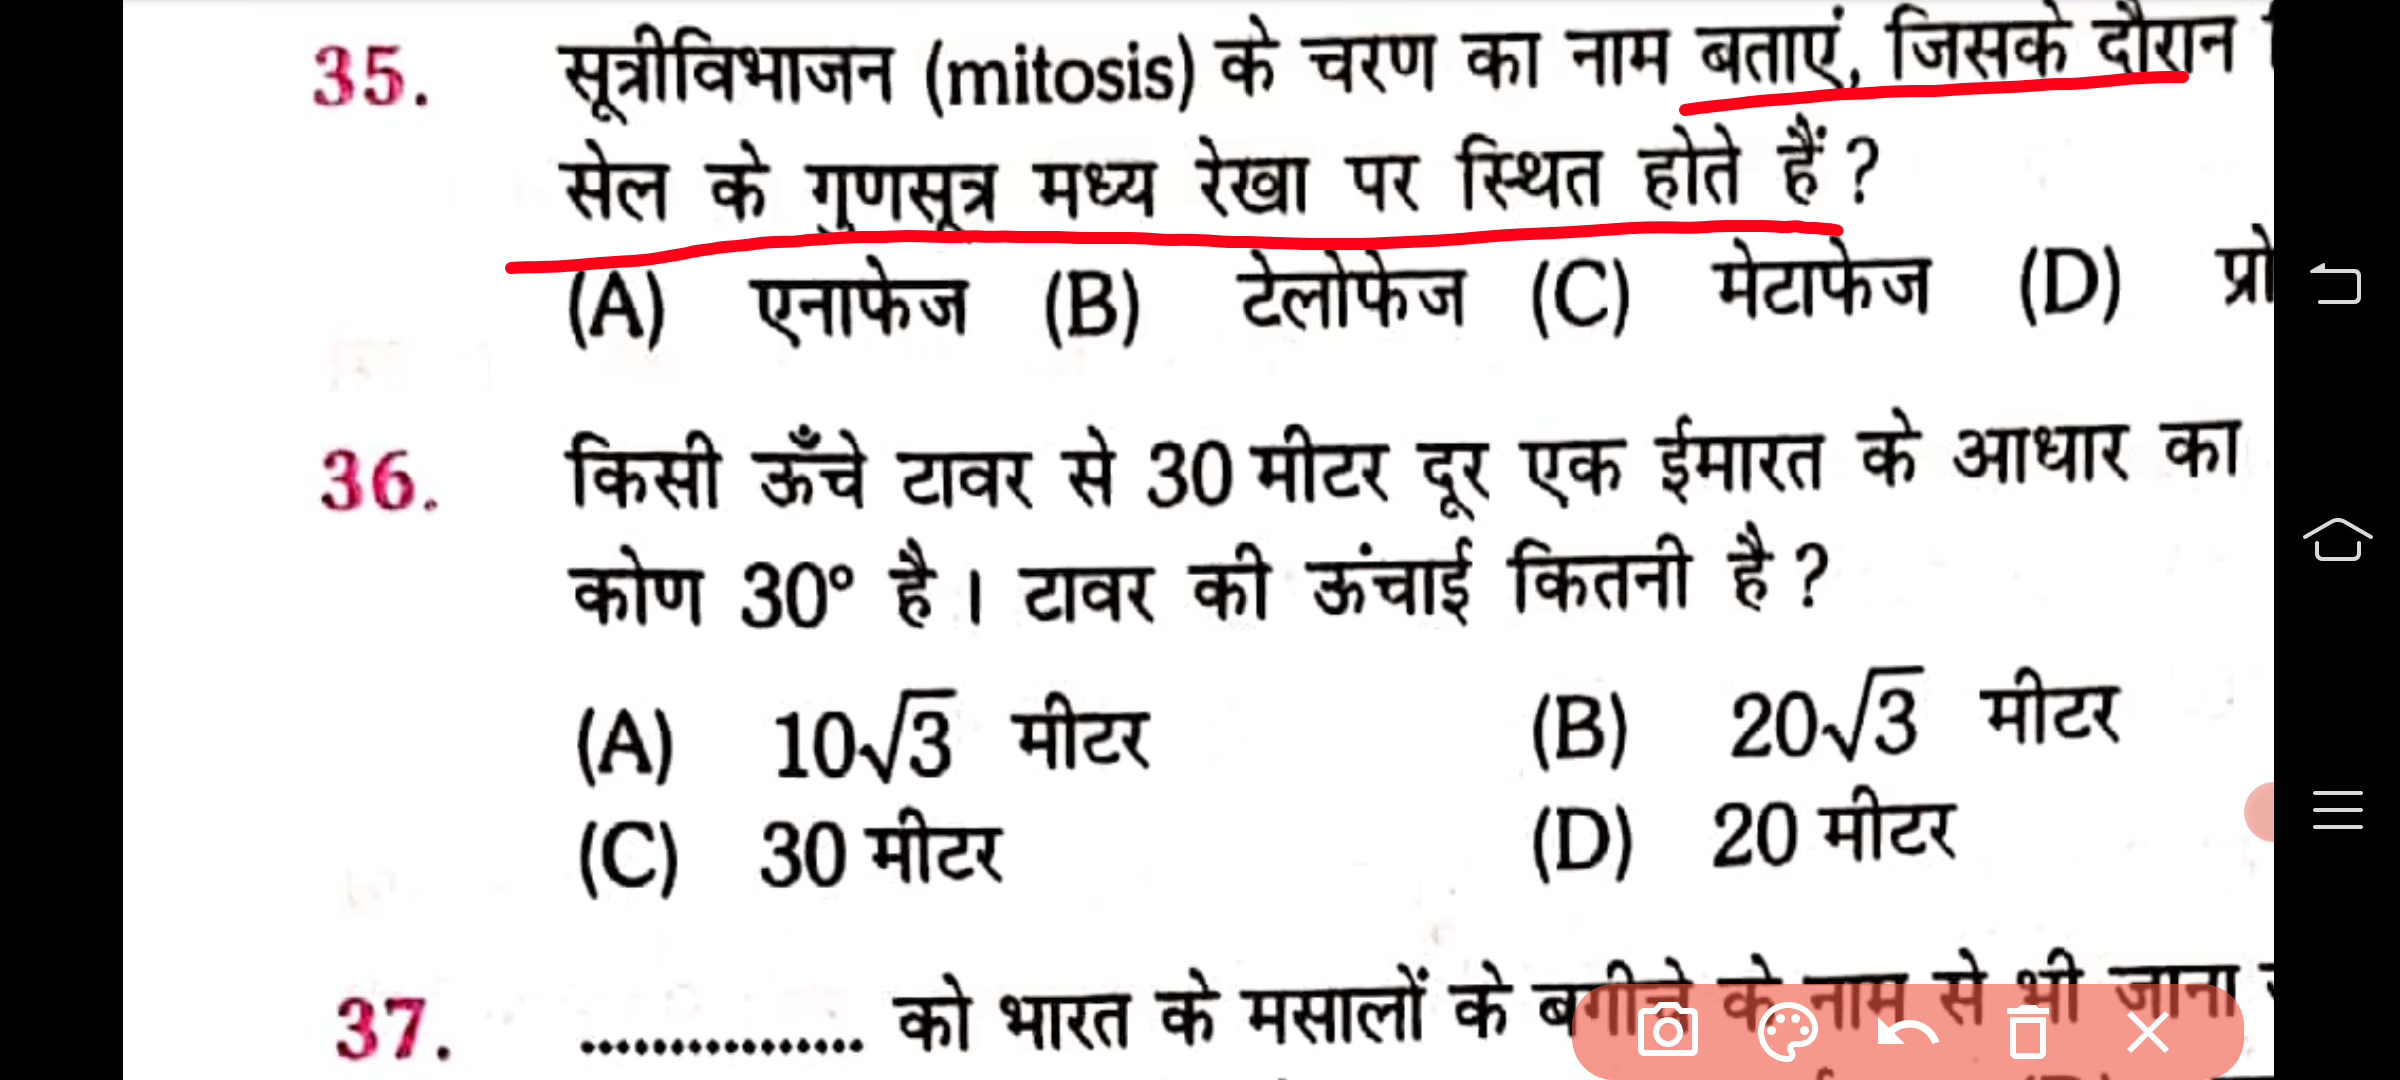 35. सूत्रीविभाजन (mitosis) के चरण का नाम बताएं, जिसके दौरान
सेल के गुणसूत्र मध्य रेखा पर स्थित होते हैं ?
(A) एनाफेज (B) टेलोफेज (C) मेटाफेज (D) प्रो
36. किसी ऊँचे टावर से 30 मीटर दूर एक ईमारत के आधार का
कोण 30° है। टावर की ऊंचाई कितनी है ?
(A) 10√3 मीटर (B) 20√3 मीटर
(C) 30 मीटर (D) 20 मीटर
37. ................ को भारत के मसालों के बगीचे के नाम से भी जाना